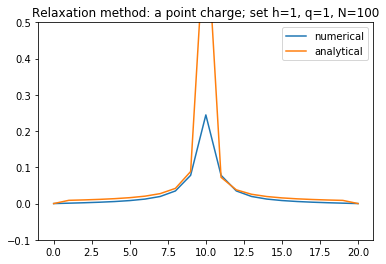 Relaxation method: a point charge; set h=1, q=1, N=100
numerical
analytical
0.5
0.4
0.3
0.2
0.1
0.0
−0.1
0.0 2.5 5.0 7.5 10.0 12.5 15.0 17.5 20.0